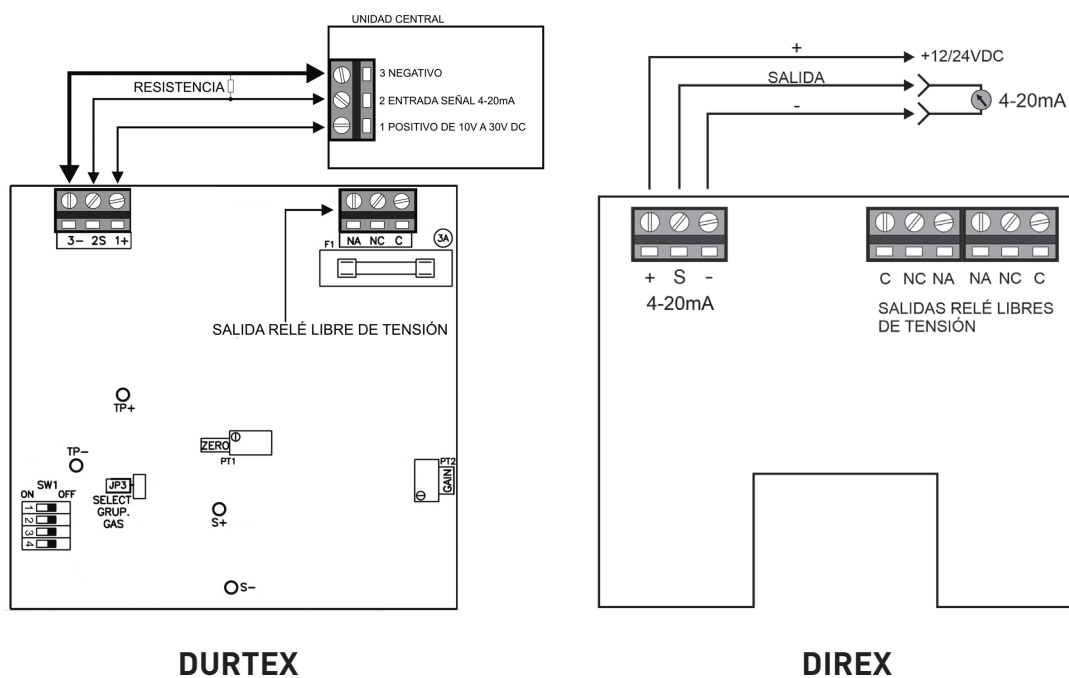 UNIDAD CENTRAL
3 NEGATIVO
RESISTENCIA
2 ENTRADA SEÑAL 4-20mA
1 POSITIVO DE 10V A 30V DC
3- 2S 1+
NA NC C
3A
F1
SALIDA RELÉ LIBRE DE TENSIÓN
TP+
ZERO
PT1
TP-
PT2
GAIN
SW1
ON OFF
1
2
3
4
JP3
SELECT
GRUP.
GAS
S+
S-
DURTEX
+
+12/24VDC
SALIDA
4-20mA
-
+ S -
4-20mA
C NC NA NA NC C
SALIDAS RELÉ LIBRES
DE TENSIÓN
DIREX